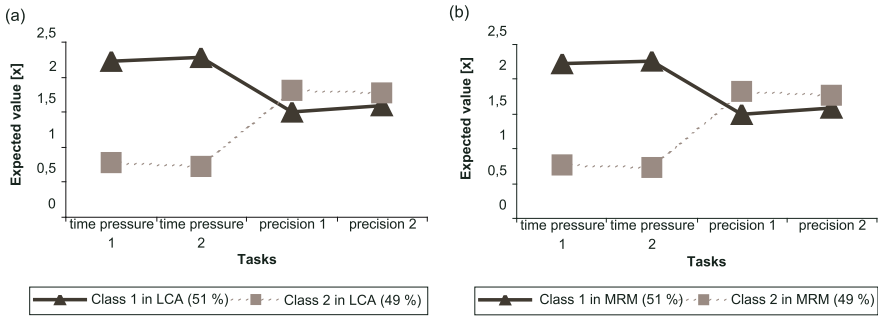 (a)
Expected value [x]
2,5
2
1,5
1
0,5
0
time pressure 1
time pressure 2
precision 1
precision 2
Tasks
Class 1 in LCA (51 %)
Class 2 in LCA (49 %)
(b)
Expected value [x]
2,5
2
1,5
1
0,5
0
time pressure 1
time pressure 2
precision 1
precision 2
Tasks
Class 1 in MRM (51 %)
Class 2 in MRM (49 %)